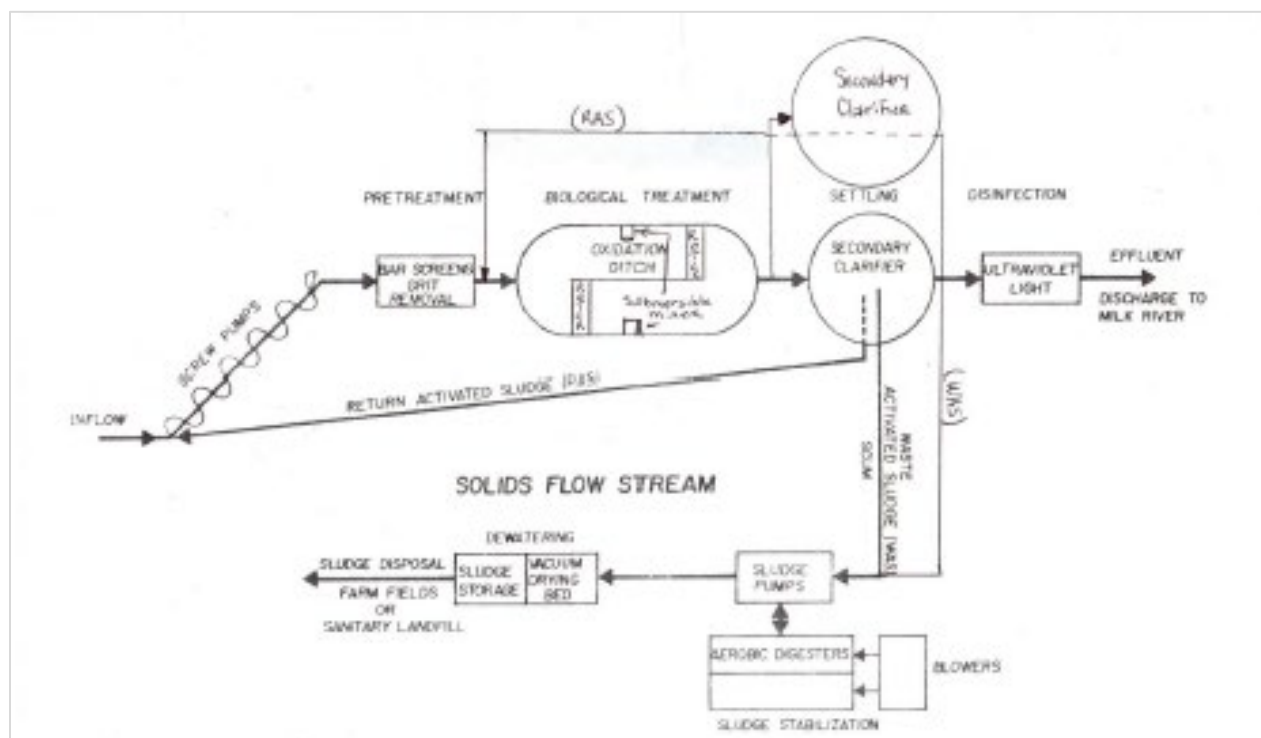 Secondary
Clarifier
(RAS)
PRETREATMENT
BIOLOGICAL TREATMENT
SETTLING
DISINFECTION
OXIDATION
DITCH
Submersible
mixer
BAR SCREENS
GRIT
REMOVAL
SECONDARY
CLARIFIER
ULTRAVIOLET
LIGHT
EFFLUENT
DISCHARGE TO
MILK RIVER
SCREW PUMPS
INFLOW
RETURN ACTIVATED SLUDGE (RAS)
SCUM
WASTE
ACTIVATED SLUDGE (WAS)
(WAS)
SOLIDS FLOW STREAM
DEWATERING
SLUDGE DISPOSAL
FARM FIELDS
OR
SANITARY LANDFILL
SLUDGE
STORAGE
VACUUM
DRYING
BED
SLUDGE
PUMPS
AEROBIC DIGESTERS
BLOWERS
SLUDGE STABILIZATION